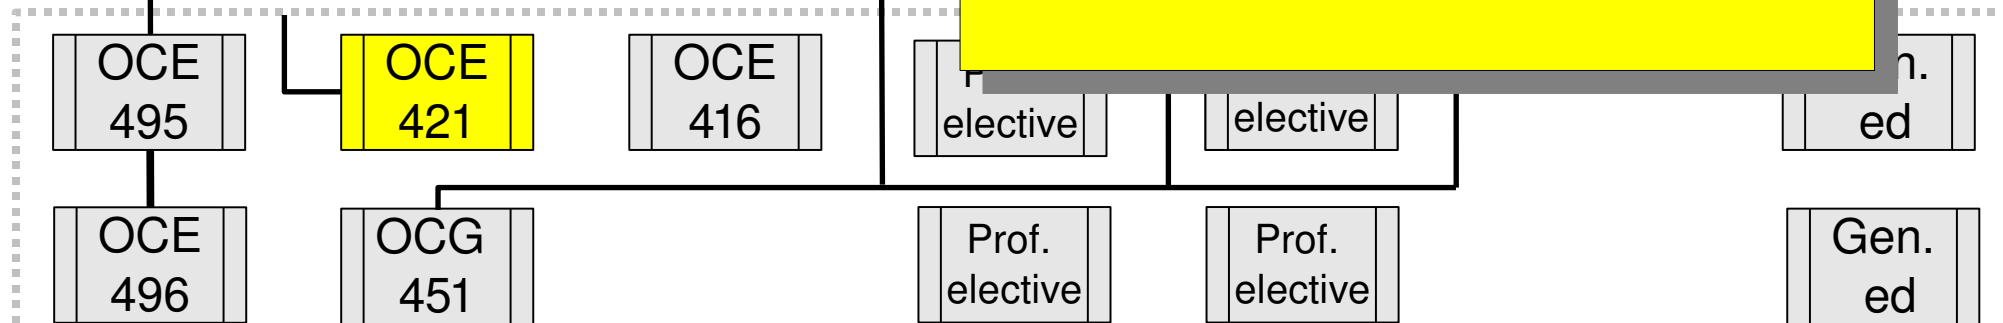 OCE
495
OCE
421
OCE
416
elective
elective
ed
OCE
496
OCG
451
Prof.
elective
Prof.
elective
Gen.
ed